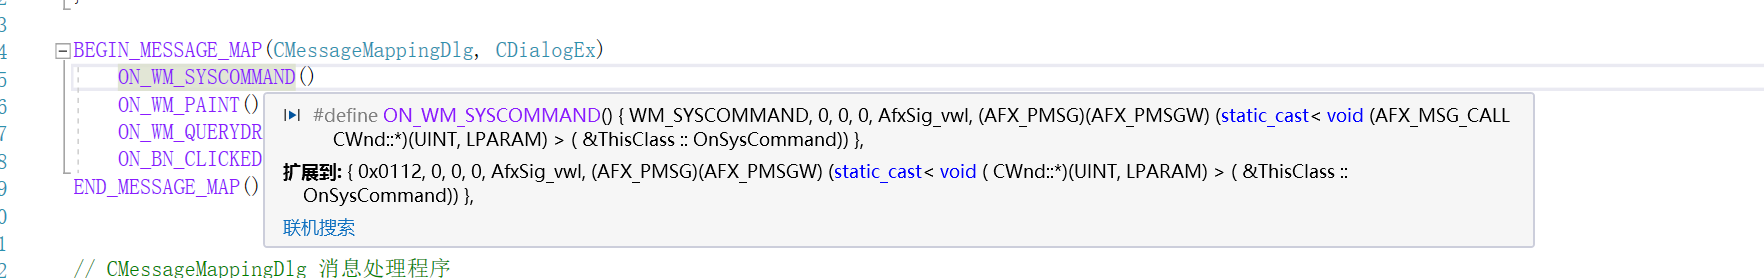 2
}
3
4 BEGIN_MESSAGE_MAP(CMessageMappingDlg, CDialogEx)
5 ON_WM_SYSCOMMAND()
6 ON_WM_PAINT()
7 ON_WM_QUERYDR
8 ON_BN_CLICKED
9 END_MESSAGE_MAP()
0
1
2 // CMessageMappingDlg 消息处理程序
#define ON_WM_SYSCOMMAND() { WM_SYSCOMMAND, 0, 0, 0, AfxSig_vwl, (AFX_PMSG)(AFX_PMSGW) (static_cast< void (AFX_MSG_CALL
CWnd::*)(UINT, LPARAM) > ( &ThisClass :: OnSysCommand)) },
扩展到: { 0x0112, 0, 0, 0, AfxSig_vwl, (AFX_PMSG)(AFX_PMSGW) (static_cast< void ( CWnd::*)(UINT, LPARAM) > ( &ThisClass ::
OnSysCommand)) },
联机搜索